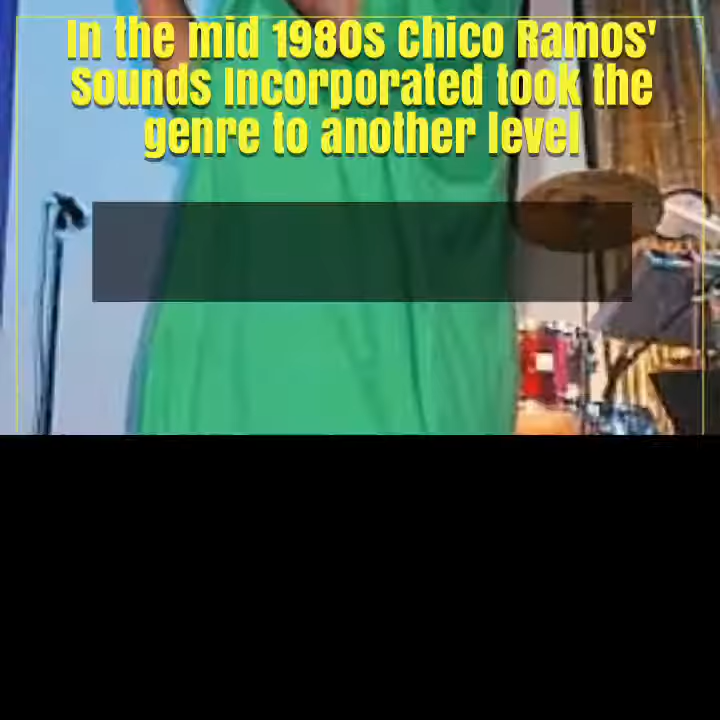 In the mid 1980s Chico Ramos'
Sounds Incorporated took the
genre to another level